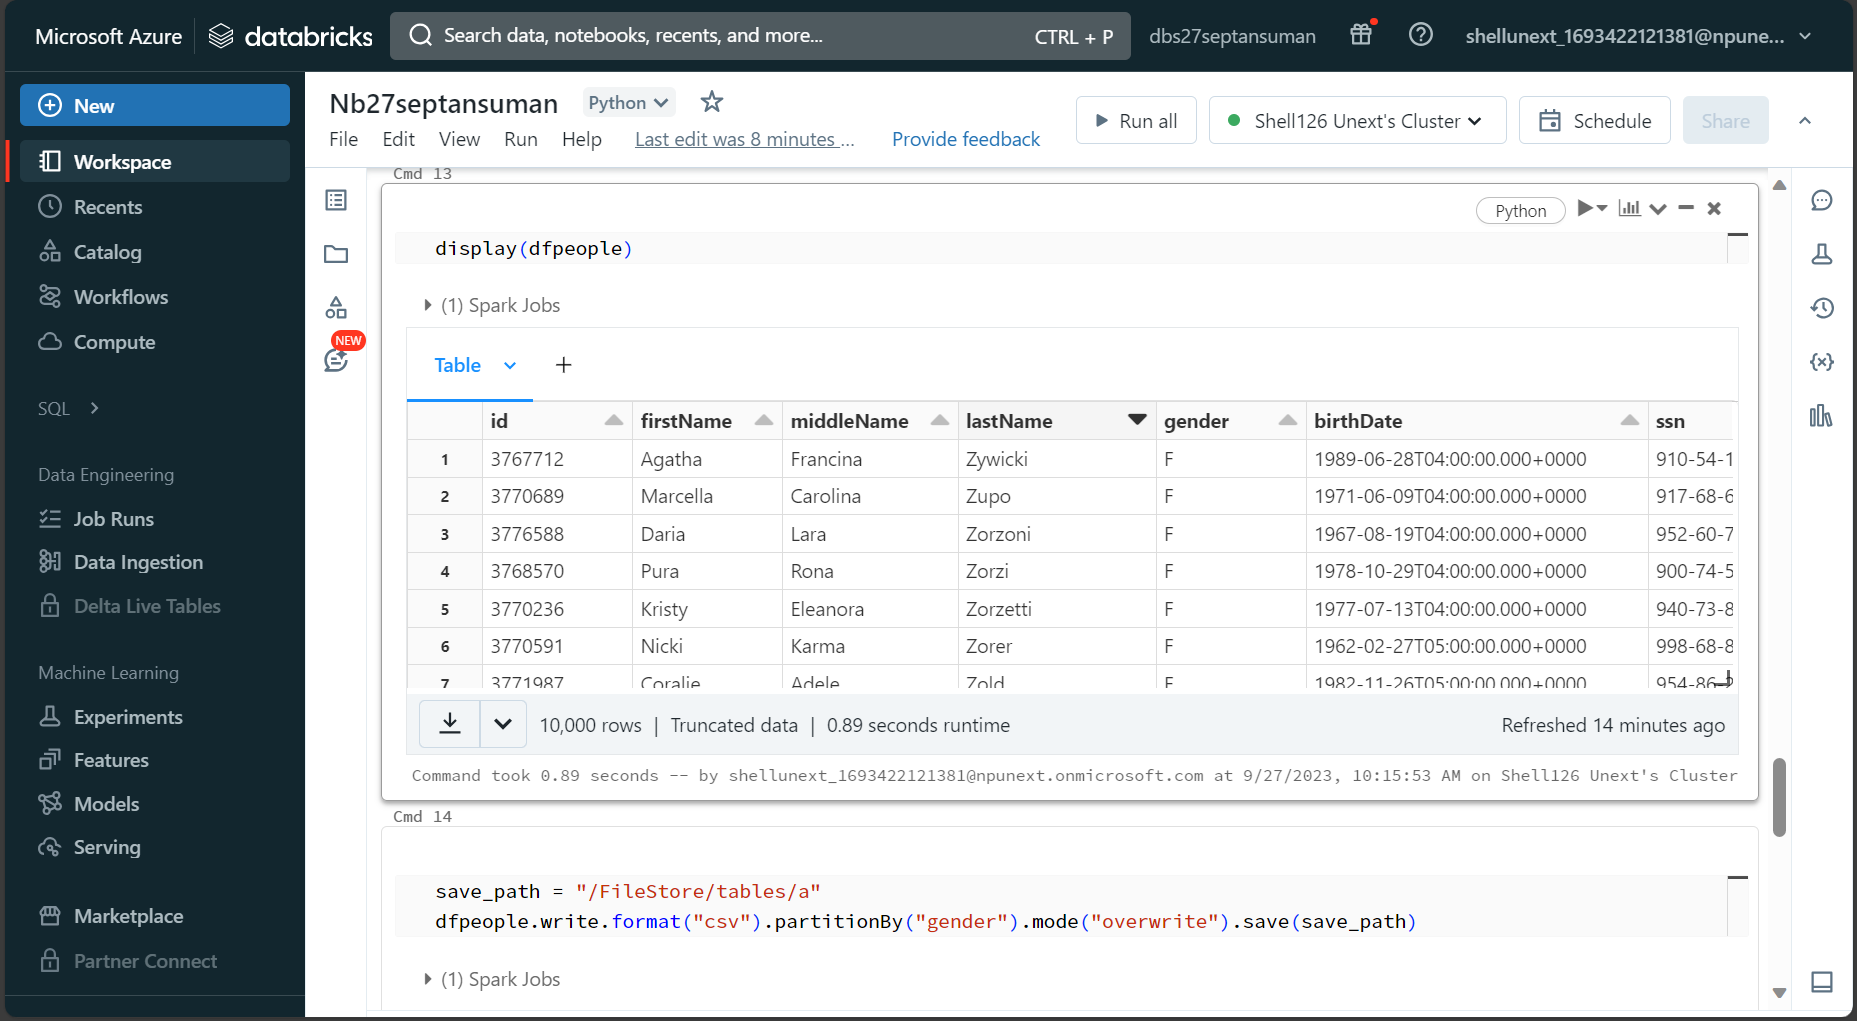 Microsoft Azure databricks Search data, notebooks, recents, and more... CTRL + P dbs27septansuman shellunext_1693422121381@npune...
New
Workspace
Recents
Catalog
Workflows
Compute
SQL
Data Engineering
Job Runs
Data Ingestion
Delta Live Tables
Machine Learning
Experiments
Features
Models
Serving
Marketplace
Partner Connect
Nb27septansuman Python
File Edit View Run Help Last edit was 8 minutes ... Provide feedback
Run all Shell126 Unext's Cluster Schedule Share
NEW
Cmd 13
Python
display(dfpeople)
(1) Spark Jobs
Table +
id firstName middleName lastName gender birthDate ssn
1 3767712 Agatha Francina Zywicki F 1989-06-28T04:00:00.000+0000 910-54-1
2 3770689 Marcella Carolina Zupo F 1971-06-09T04:00:00.000+0000 917-68-6
3 3776588 Daria Lara Zorzoni F 1967-08-19T04:00:00.000+0000 952-60-7
4 3768570 Pura Rona Zorzi F 1978-10-29T04:00:00.000+0000 900-74-5
5 3770236 Kristy Eleanora Zorzetti F 1977-07-13T04:00:00.000+0000 940-73-8
6 3770591 Nicki Karma Zorer F 1962-02-27T05:00:00.000+0000 998-68-8
7 3771987 Coralie Adele Zold F 1982-11-26T05:00:00.000+0000 954-86-2
10,000 rows | Truncated data | 0.89 seconds runtime Refreshed 14 minutes ago
Command took 0.89 seconds -- by shellunext_1693422121381@npunext.onmicrosoft.com at 9/27/2023, 10:15:53 AM on Shell126 Unext's Cluster
Cmd 14
save_path = "/FileStore/tables/a"
dfpeople.write.format("csv").partitionBy("gender").mode("overwrite").save(save_path)
(1) Spark Jobs